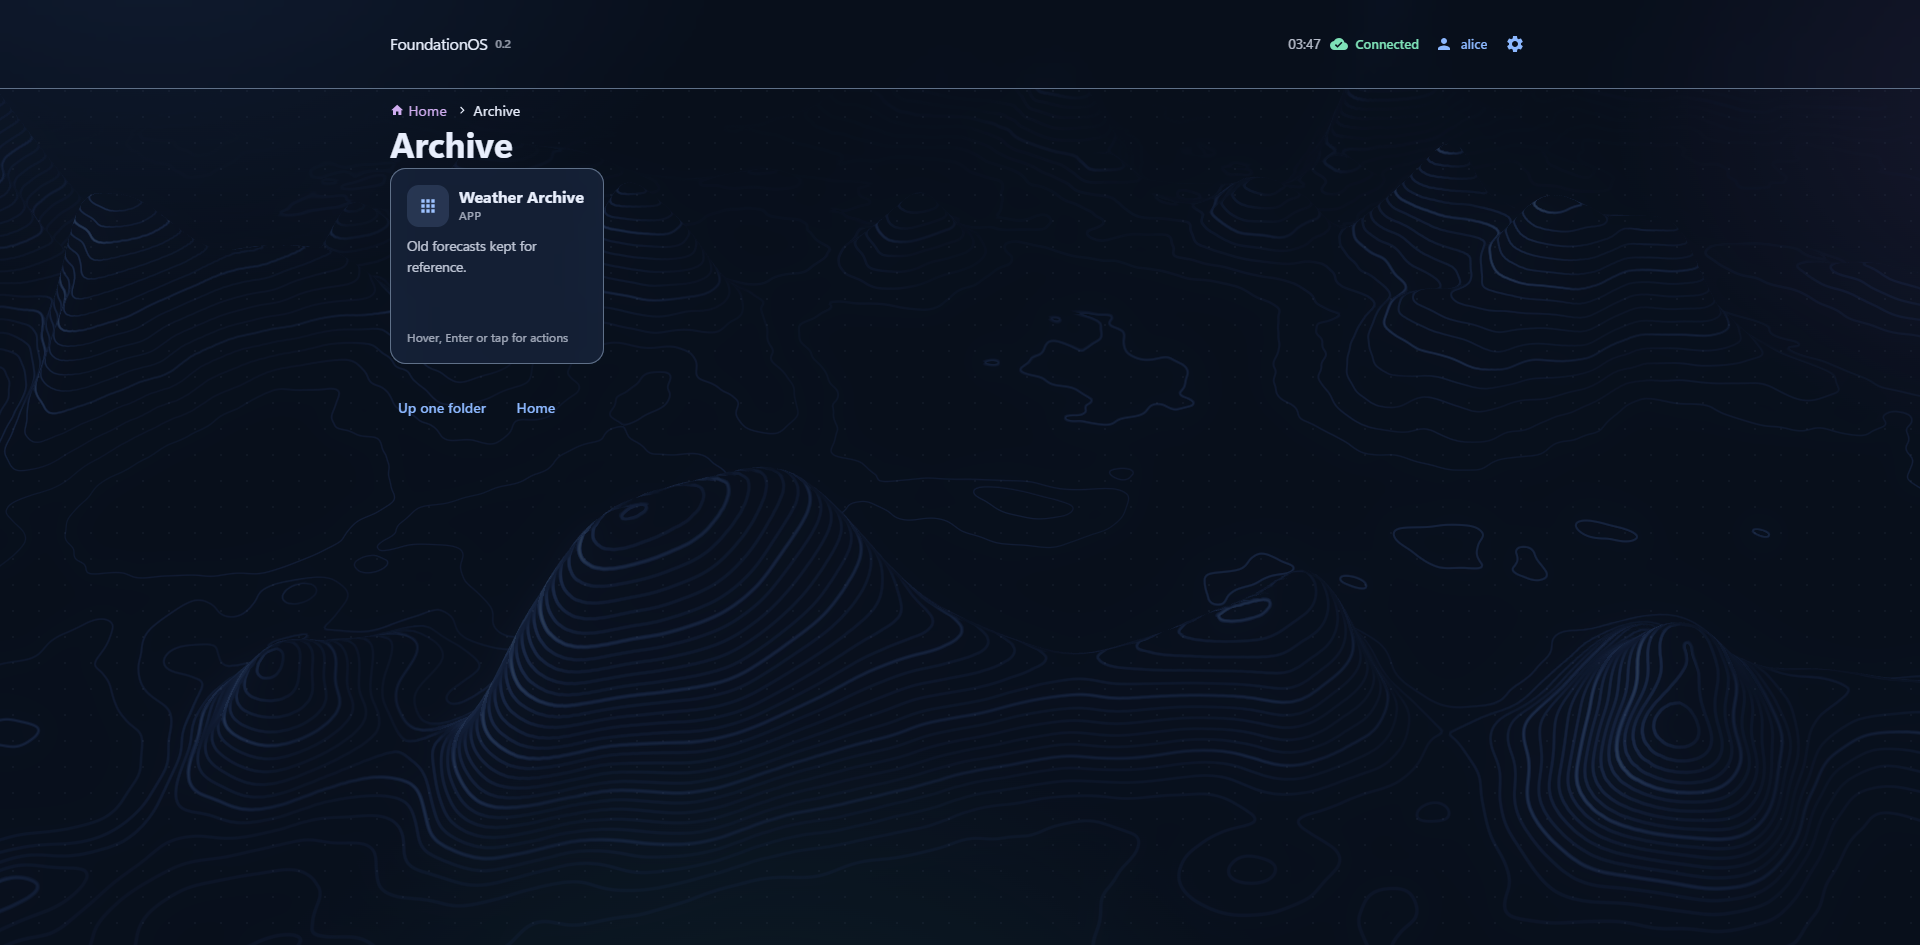 FoundationOS 0.2
03:47 Connected alice
Home > Archive
Archive
Weather Archive
APP
Old forecasts kept for
reference.
Hover, Enter or tap for actions
Up one folder Home